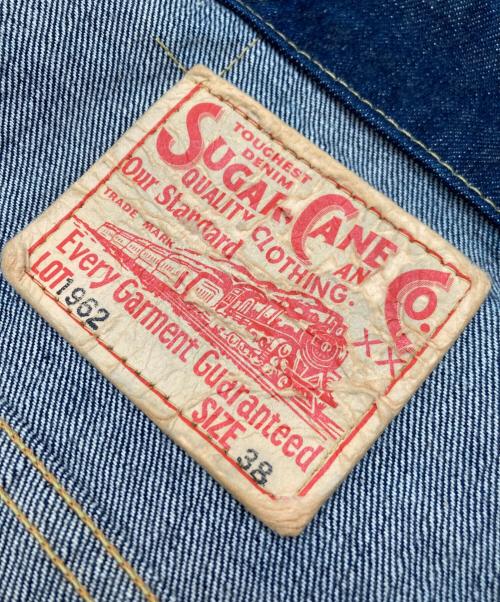 TOUGHEST
DENIM
SUGAR CANE CO.
QUALITY CLOTHING.
Our Standard
AN
TRADE MARK
XX
Every Garment Guaranteed
LOT 1962
SIZE 38